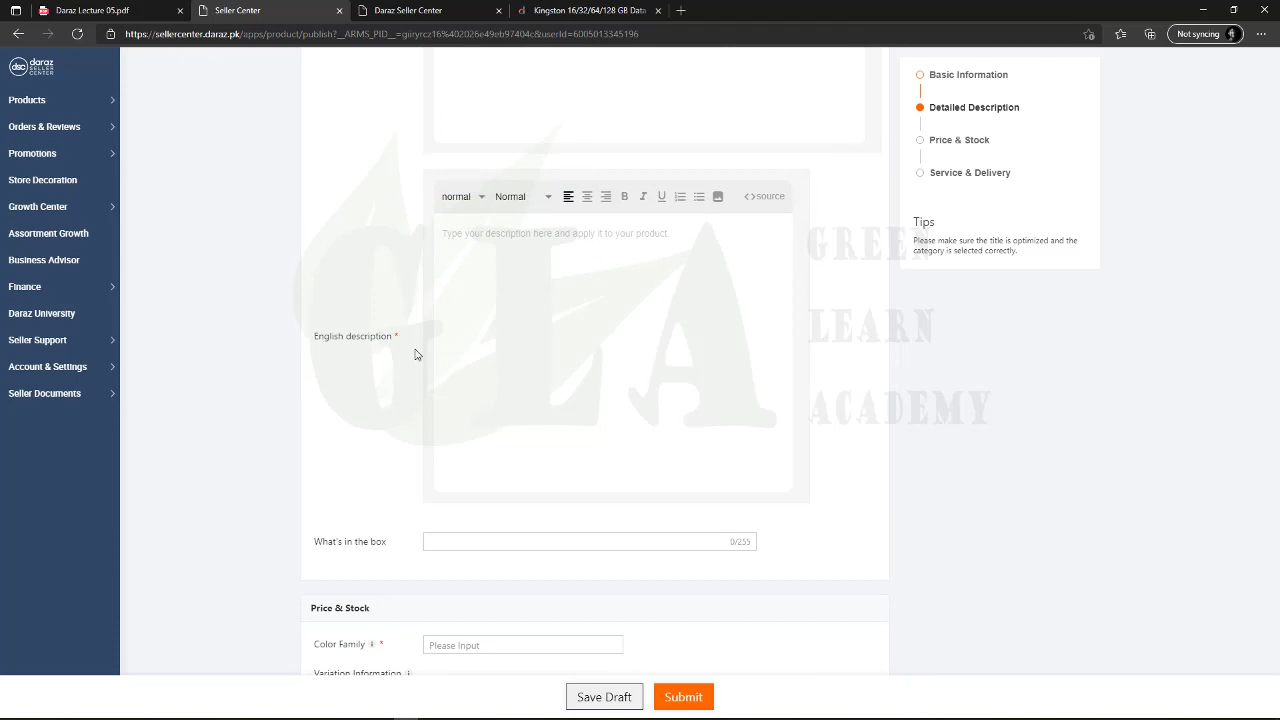 Daraz Lecture 05.pdf
Seller Center
Daraz Seller Center
Kingston 16/32/64/128 GB Data
https://sellercenter.daraz.pk/apps/product/publish?__ARMS_PID__=giryrcz16%402026e49eb97404c&userId=6005013345196
Not syncing
dsc daraz SELLER CENTER
Products
Orders & Reviews
Promotions
Store Decoration
Growth Center
Assortment Growth
Business Advisor
Finance
Daraz University
Seller Support
Account & Settings
Seller Documents
normal
Normal
B
I
U
<>source
Type your description here and apply it to your product.
English description *
What's in the box
0/255
Price & Stock
Color Family *
Please Input
Variation Information
Save Draft
Submit
Basic Information
Detailed Description
Price & Stock
Service & Delivery
Tips
Please make sure the title is optimized and the
category is selected correctly.
GLA
GREEN
LEARN
ACADEMY